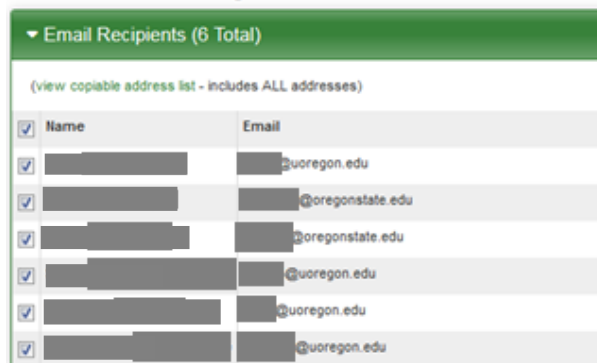 Email Recipients (6 Total)
(view copiable address list - includes ALL addresses)
Name Email
@uoregon.edu
@oregonstate.edu
@oregonstate.edu
@uoregon.edu
@uoregon.edu
@uoregon.edu